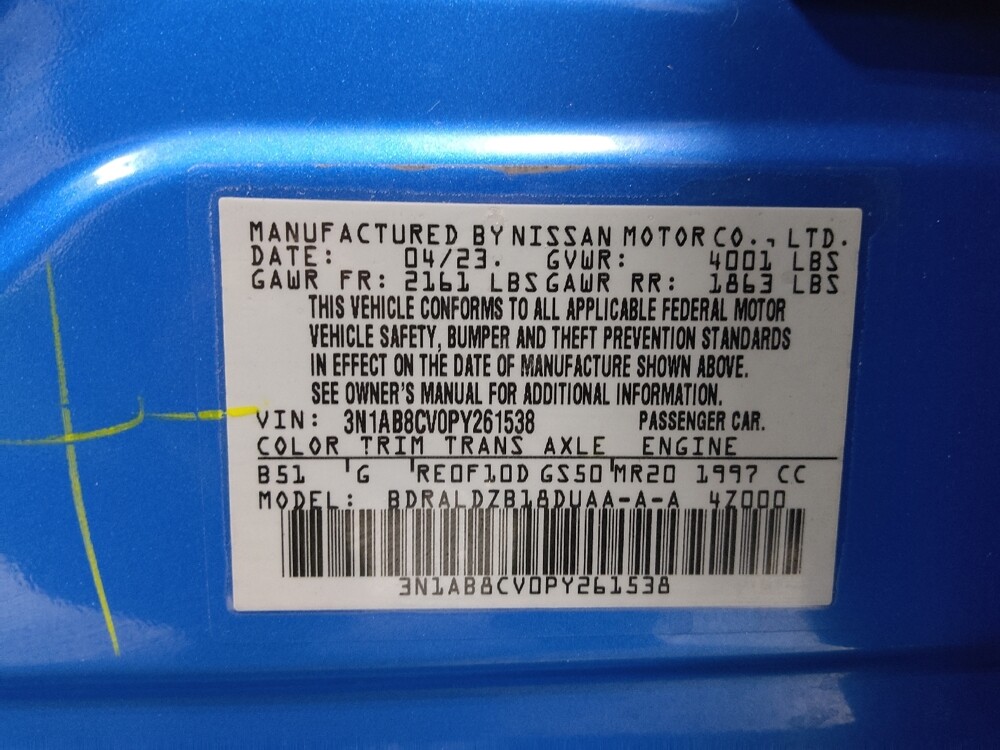 MANUFACTURED BY NISSAN MOTOR CO., LTD.
DATE: 04/23. GVWR: 4001 LBS
GAWR FR: 2161 LBS GAWR RR: 1863 LBS
THIS VEHICLE CONFORMS TO ALL APPLICABLE FEDERAL MOTOR
VEHICLE SAFETY, BUMPER AND THEFT PREVENTION STANDARDS
IN EFFECT ON THE DATE OF MANUFACTURE SHOWN ABOVE.
SEE OWNER'S MANUAL FOR ADDITIONAL INFORMATION.
VIN: 3N1AB8CV0PY261538 PASSENGER CAR.
COLOR TRIM TRANS AXLE ENGINE
B51 G RE0F10D GS50 MR20 1997 CC
MODEL: BDRALDZB18DUAA-A-A 4Z000
3N1AB8CV0PY261538